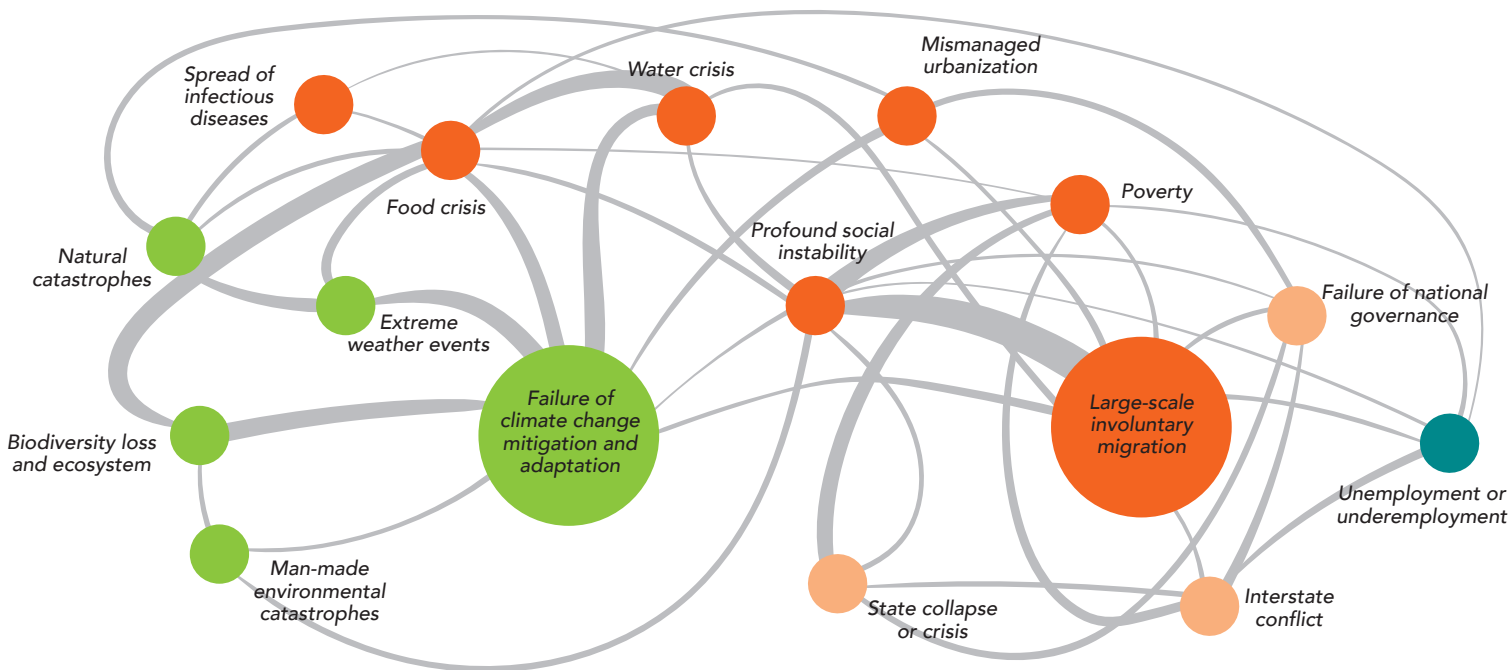 Mismanaged
urbanization
Spread of
infectious
diseases
Water crisis
Food crisis
Poverty
Profound social
instability
Natural
catastrophes
Failure of national
governance
Extreme
weather events
Failure of
climate change
mitigation and
adaptation
Large-scale
involuntary
migration
Biodiversity loss
and ecosystem
Unemployment or
underemployment
Man-made
environmental
catastrophes
State collapse
or crisis
Interstate
conflict